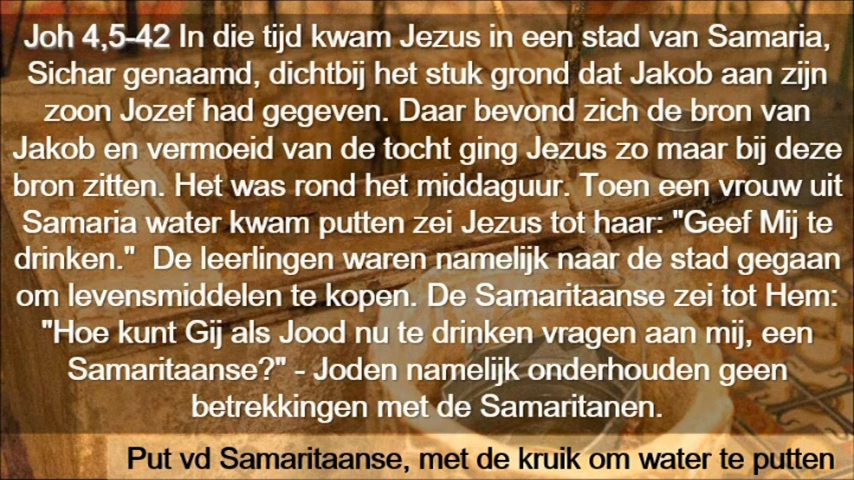 Joh 4,5-42 In die tijd kwam Jezus in een stad van Samaria,
Sichar genaamd, dichtbij het stuk grond dat Jakob aan zijn
zoon Jozef had gegeven. Daar bevond zich de bron van
Jakob en vermoeid van de tocht ging Jezus zo maar bij deze
bron zitten. Het was rond het middaguur. Toen een vrouw uit
Samaria water kwam putten zei Jezus tot haar: "Geef Mij te
drinken."  De leerlingen waren namelijk naar de stad gegaan
om levensmiddelen te kopen. De Samaritaanse zei tot Hem:
"Hoe kunt Gij als Jood nu te drinken vragen aan mij, een
Samaritaanse?" - Joden namelijk onderhouden geen
betrekkingen met de Samaritanen.
Put vd Samaritaanse, met de kruik om water te putten